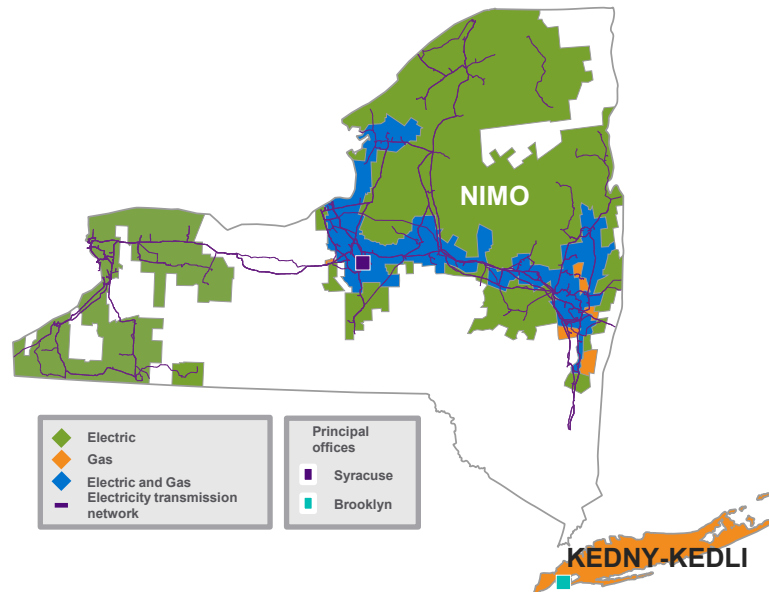 NIMO
Electric
Gas
Electric and Gas
Electricity transmission
network
Principal
offices
Syracuse
Brooklyn
KEDNY-KEDLI